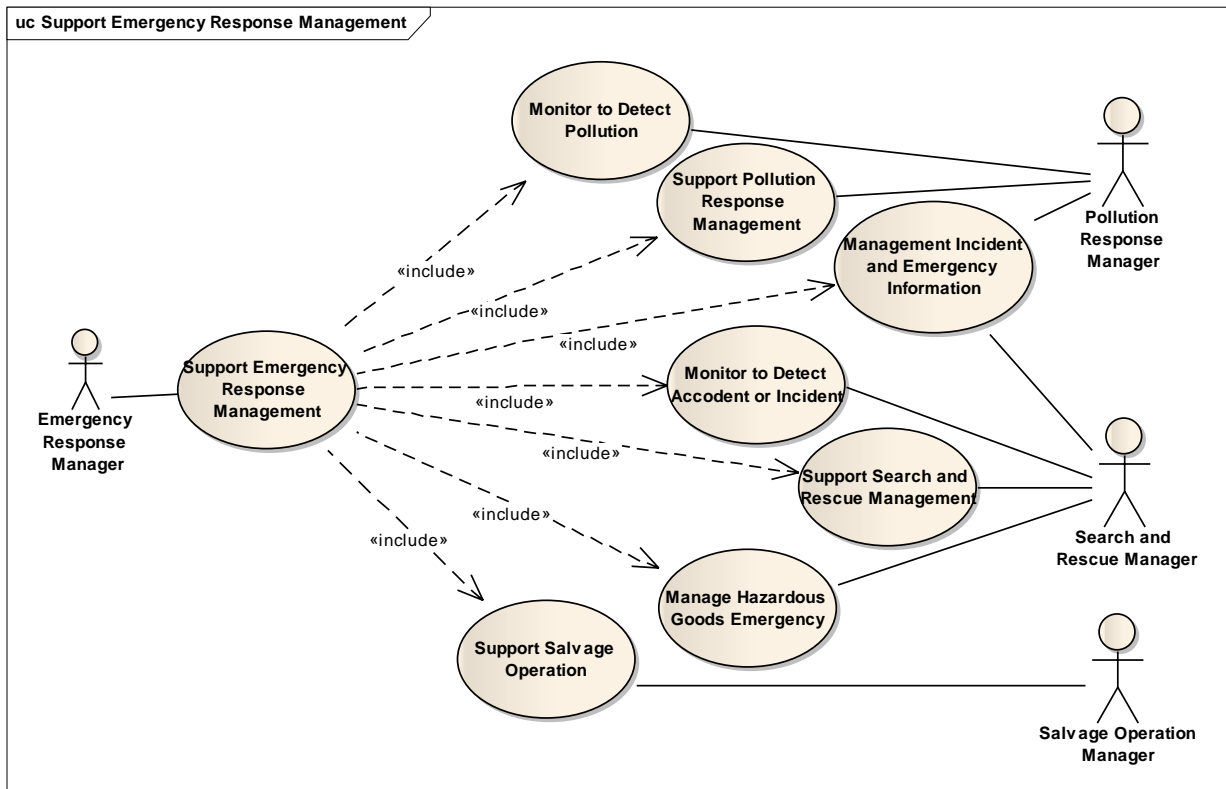 uc Support Emergency Response Management
Monitor to Detect
Pollution
Support Pollution
Response
Management
Management Incident
and Emergency
Information
Pollution
Response
Manager
«include»
«include»
«include»
Support Emergency
Response
Management
Emergency
Response
Manager
Monitor to Detect
Accodent or Incident
«include»
«include»
Support Search and
Rescue Management
«include»
«include»
Search and
Rescue Manager
Manage Hazardous
Goods Emergency
Support Salvage
Operation
Salvage Operation
Manager